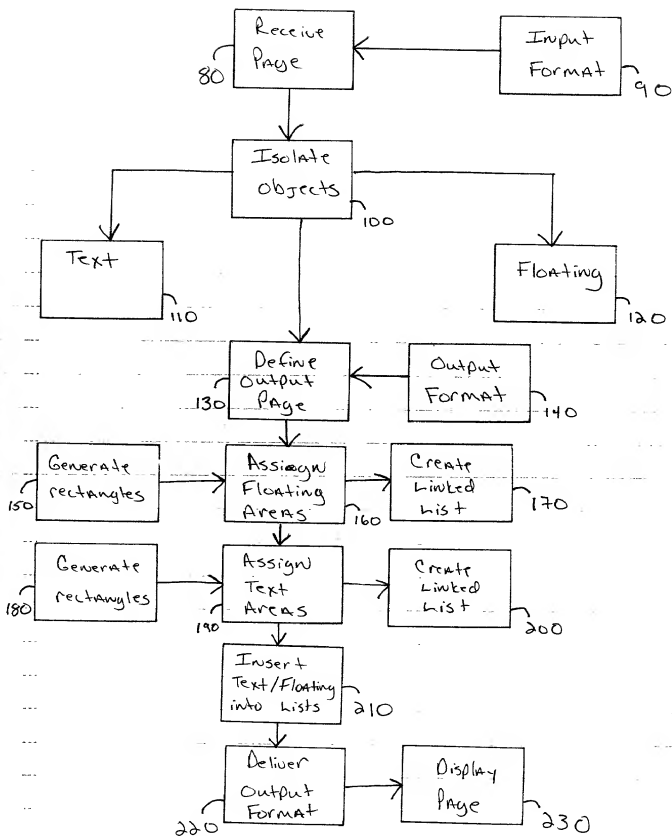 Receive
Page
80
Input
Format
90
Isolate
Objects
100
Text
110
Floating
120
Define
Output
Page
130
Output
Format
140
Generate
rectangles
150
Assiogn
Floating
Areas
160
Create
Linked
List
170
Generate
rectangles
180
Assign
Text
Areas
190
Create
Linked
List
200
Insert
Text/Floating
into Lists
210
Deliver
Output
Format
220
Display
Page
230